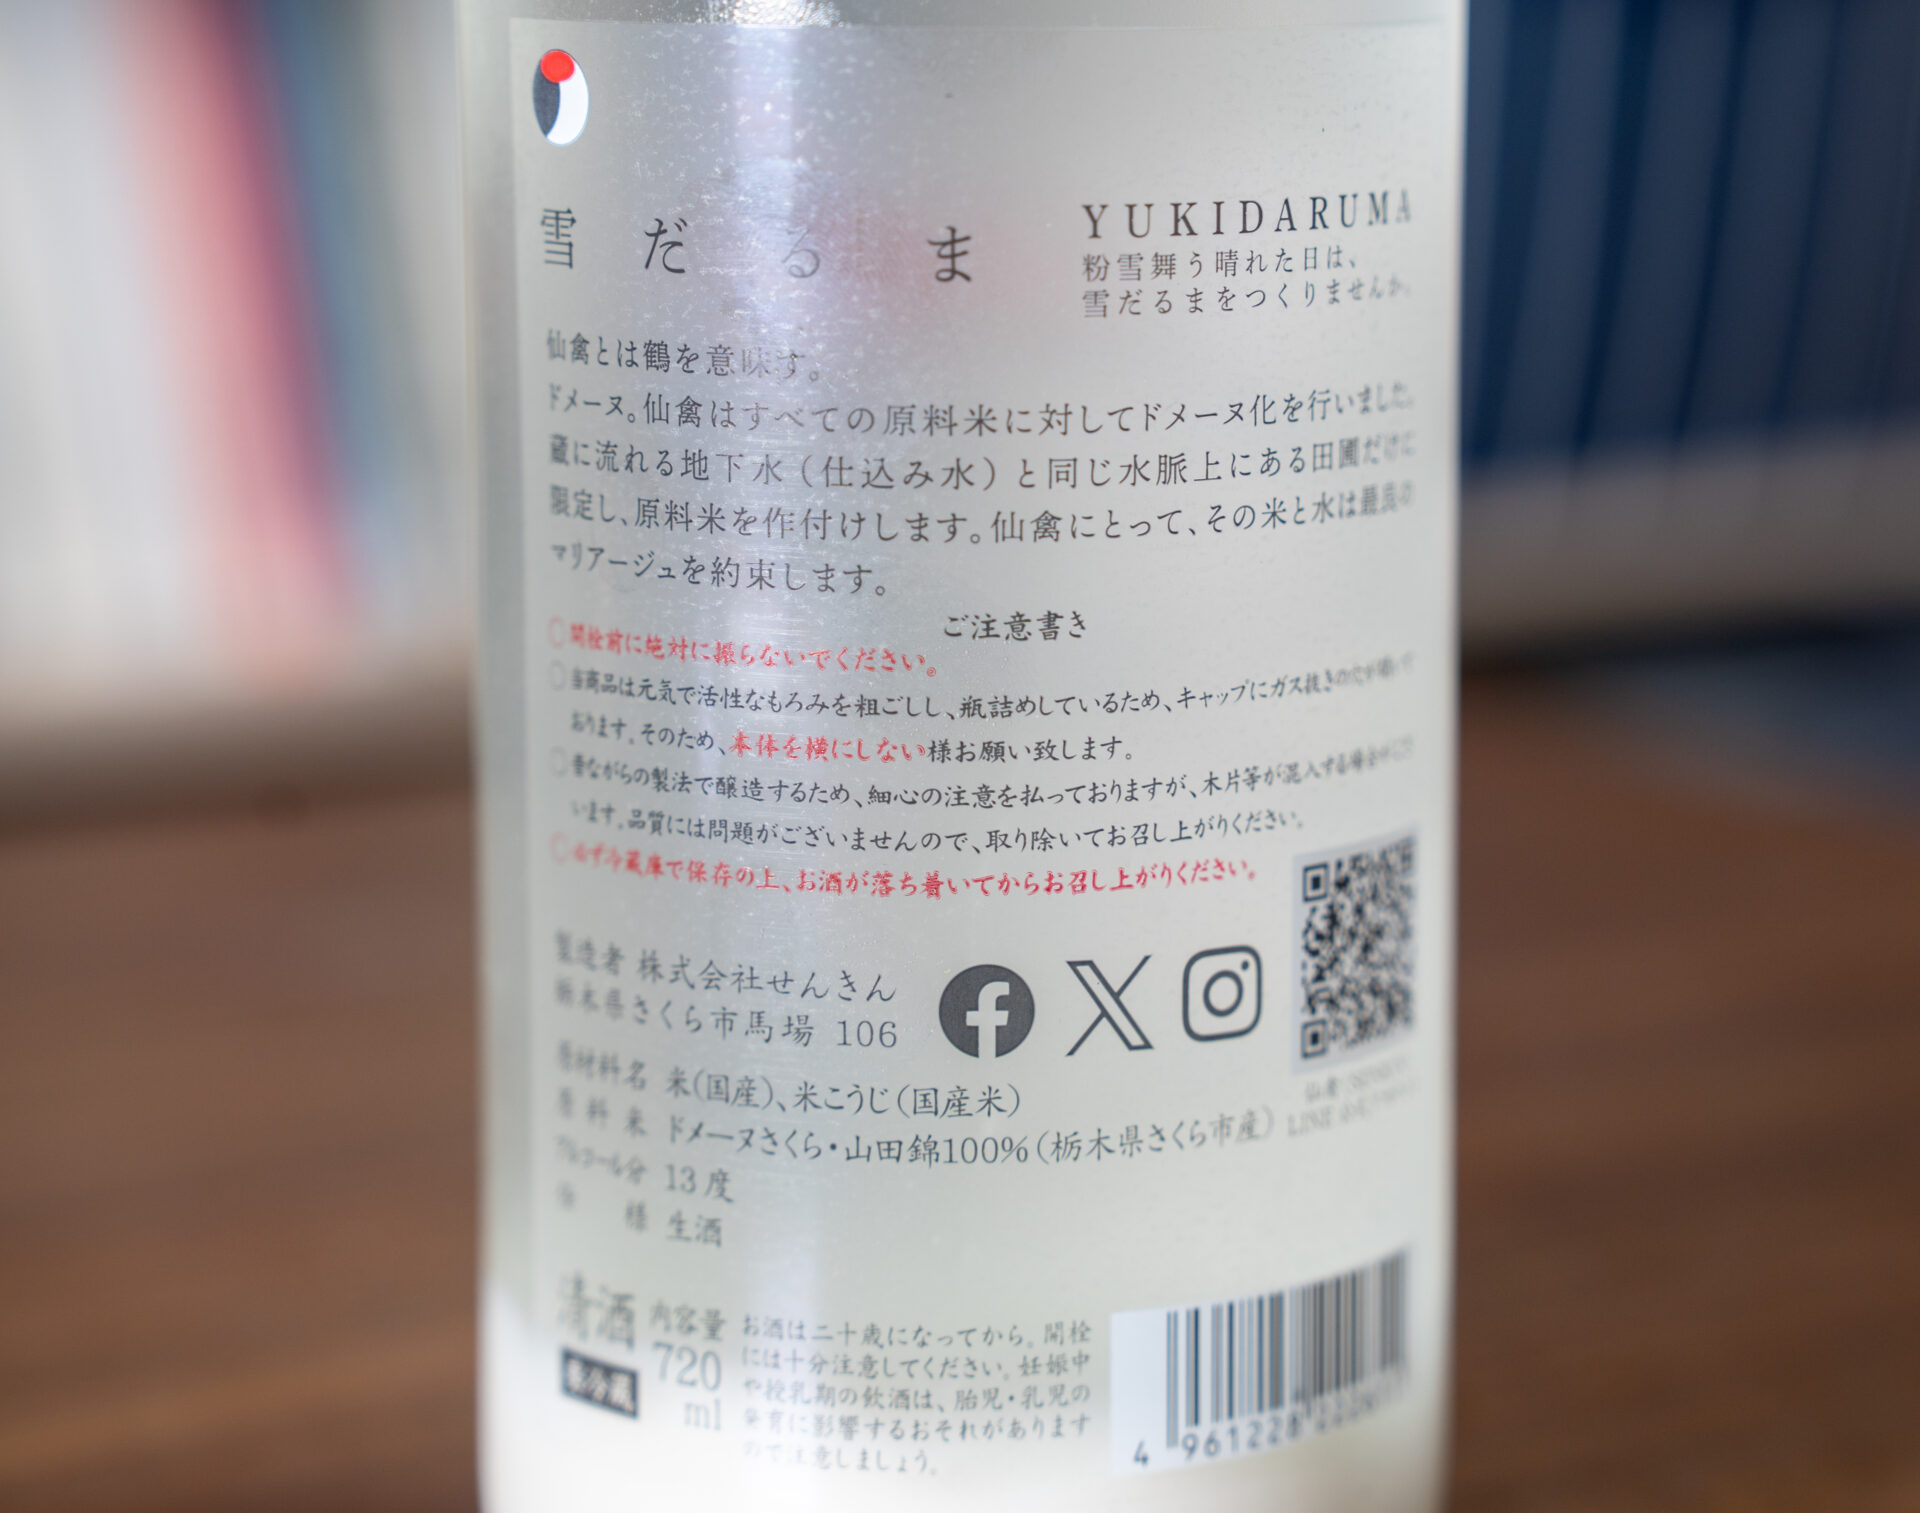 雪だるま
YUKIDARUMA
粉雪舞う晴れた日は、
雪だるまをつくりませんか。
仙禽とは鶴を意味す。
ドメーヌ。仙禽はすべての原料米に対してドメーヌ化を行いました。
蔵に流れる地下水(仕込み水)と同じ水脈上にある田圃だけに
限定し、原料米を作付けします。仙禽にとって、その米と水は最良の
マリアージュを約束します。
ご注意書き
○開栓前に絶対に振らないでください。
○当商品は元気で活性なもろみを粗ごしし、瓶詰めしているため、キャップにガス抜きの穴が開いて
おります。そのため、本体を横にしない様お願い致します。
○昔ながらの製法で醸造するため、細心の注意を払っておりますが、木片等が混入する場合がござ
います。品質には問題がございませんので、取り除いてお召し上がりください。
○必ず冷蔵庫で保存の上、お酒が落ち着いてからお召し上がりください。
製造者 株式会社せんきん
栃木県さくら市馬場 106
原材料名 米(国産)、米こうじ(国産米)
原料米 ドメーヌさくら・山田錦100%(栃木県さくら市産)
アルコール分 13度
仕様 生酒
LINE
清酒
要冷蔵
内容量
720
ml
お酒は二十歳になってから。開栓
には十分注意してください。妊娠中
や授乳期の飲酒は、胎児・乳児の
発育に影響するおそれがあります
ので注意しましょう。
4 961228